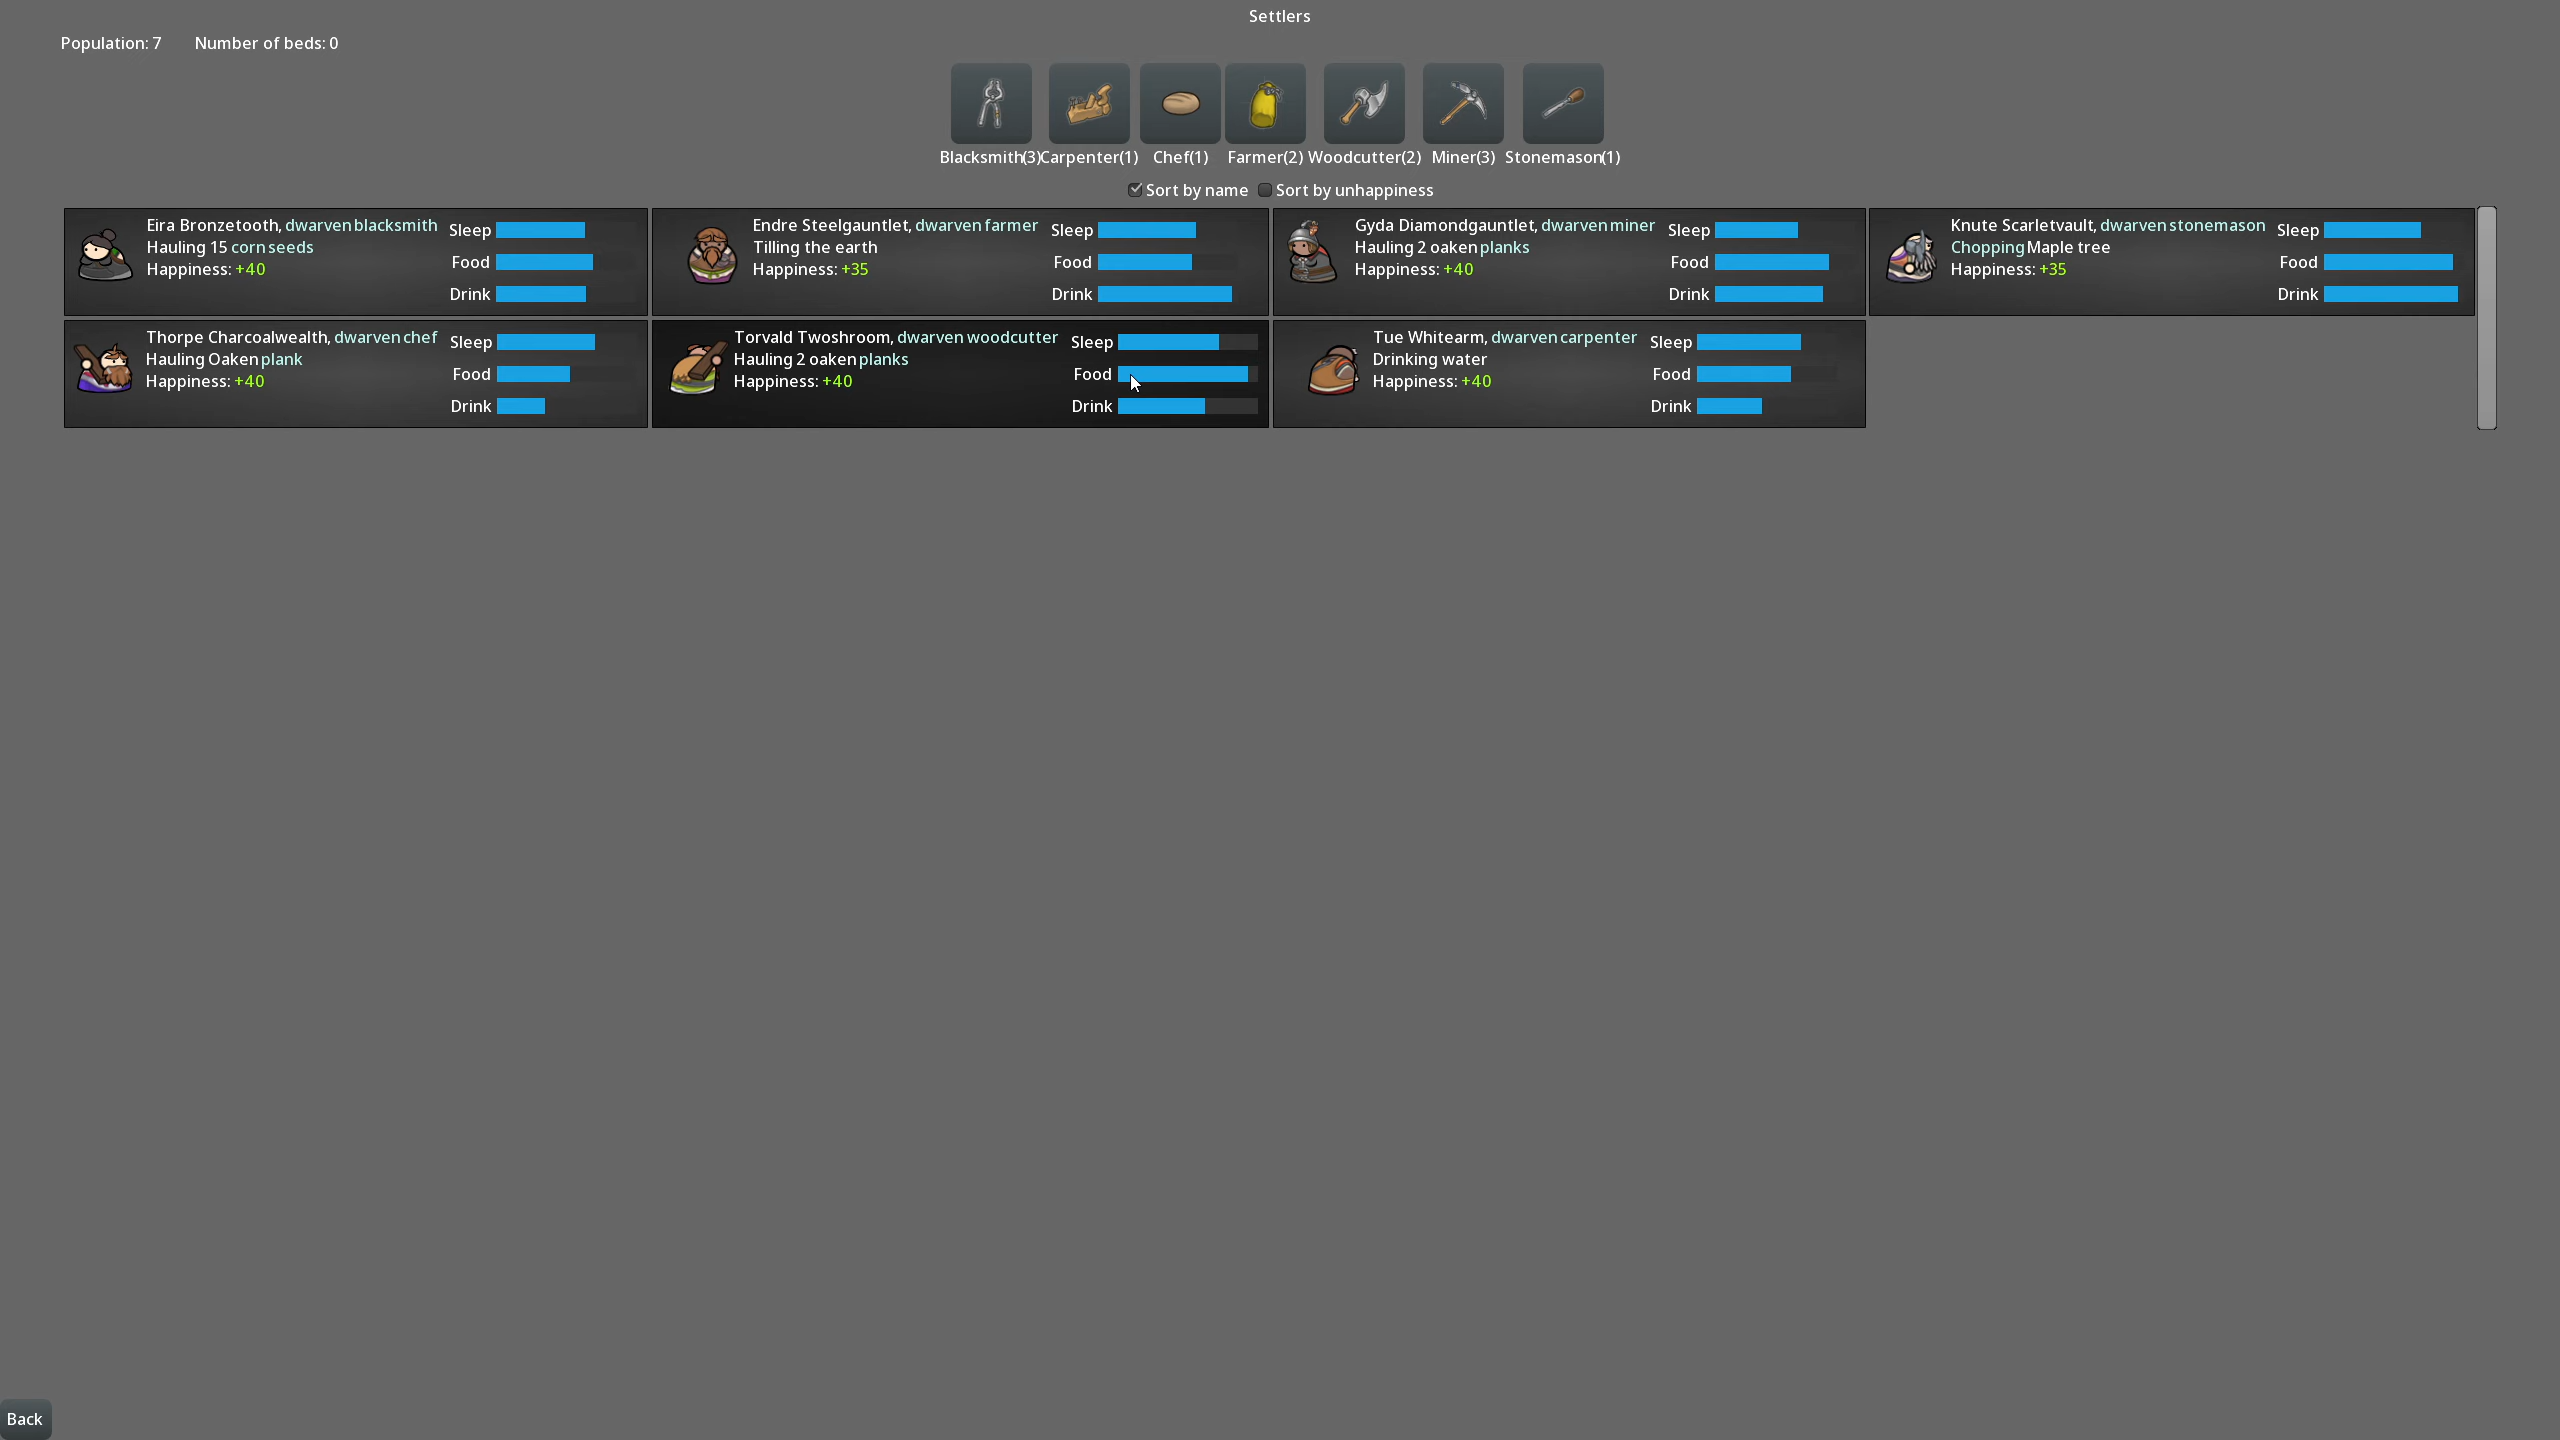 Settlers
Population: 7 Number of beds: 0
Blacksmith(3) Carpenter(1) Chef(1) Farmer(2) Woodcutter(2) Miner(3) Stonemason(1)
Sort by name Sort by unhappiness
Eira Bronzetooth, dwarven blacksmith
Hauling 15 corn seeds
Happiness: +40
Sleep
Food
Drink
Endre Steelgauntlet, dwarven farmer
Tilling the earth
Happiness: +35
Sleep
Food
Drink
Gyda Diamondgauntlet, dwarven miner
Hauling 2 oaken planks
Happiness: +40
Sleep
Food
Drink
Knute Scarletvault, dwarven stonemason
Chopping Maple tree
Happiness: +35
Sleep
Food
Drink
Thorpe Charcoalwealth, dwarven chef
Hauling Oaken plank
Happiness: +40
Sleep
Food
Drink
Torvald Twoshroom, dwarven woodcutter
Hauling 2 oaken planks
Happiness: +40
Sleep
Food
Drink
Tue Whitearm, dwarven carpenter
Drinking water
Happiness: +40
Sleep
Food
Drink
Back